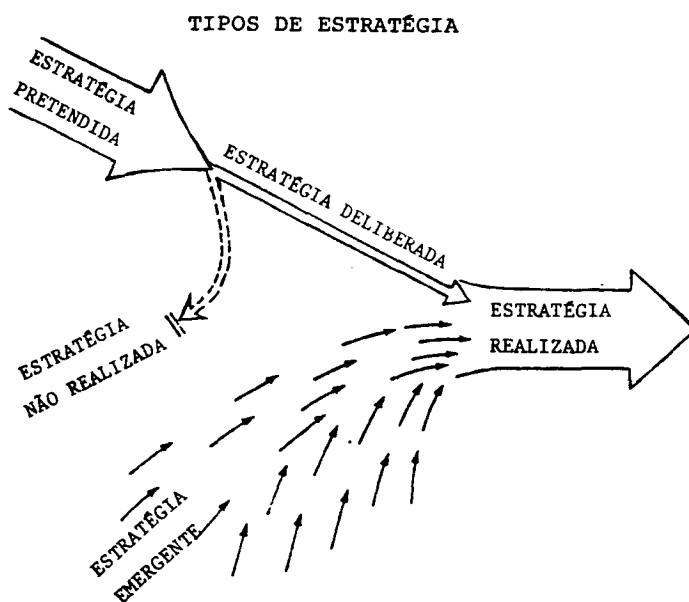 TIPOS DE ESTRATÉGIA
ESTRATÉGIA
PRETENDIDA
ESTRATÉGIA DELIBERADA
ESTRATÉGIA
REALIZADA
ESTRATÉGIA
NÃO REALIZADA
ESTRATÉGIA
EMERGENTE